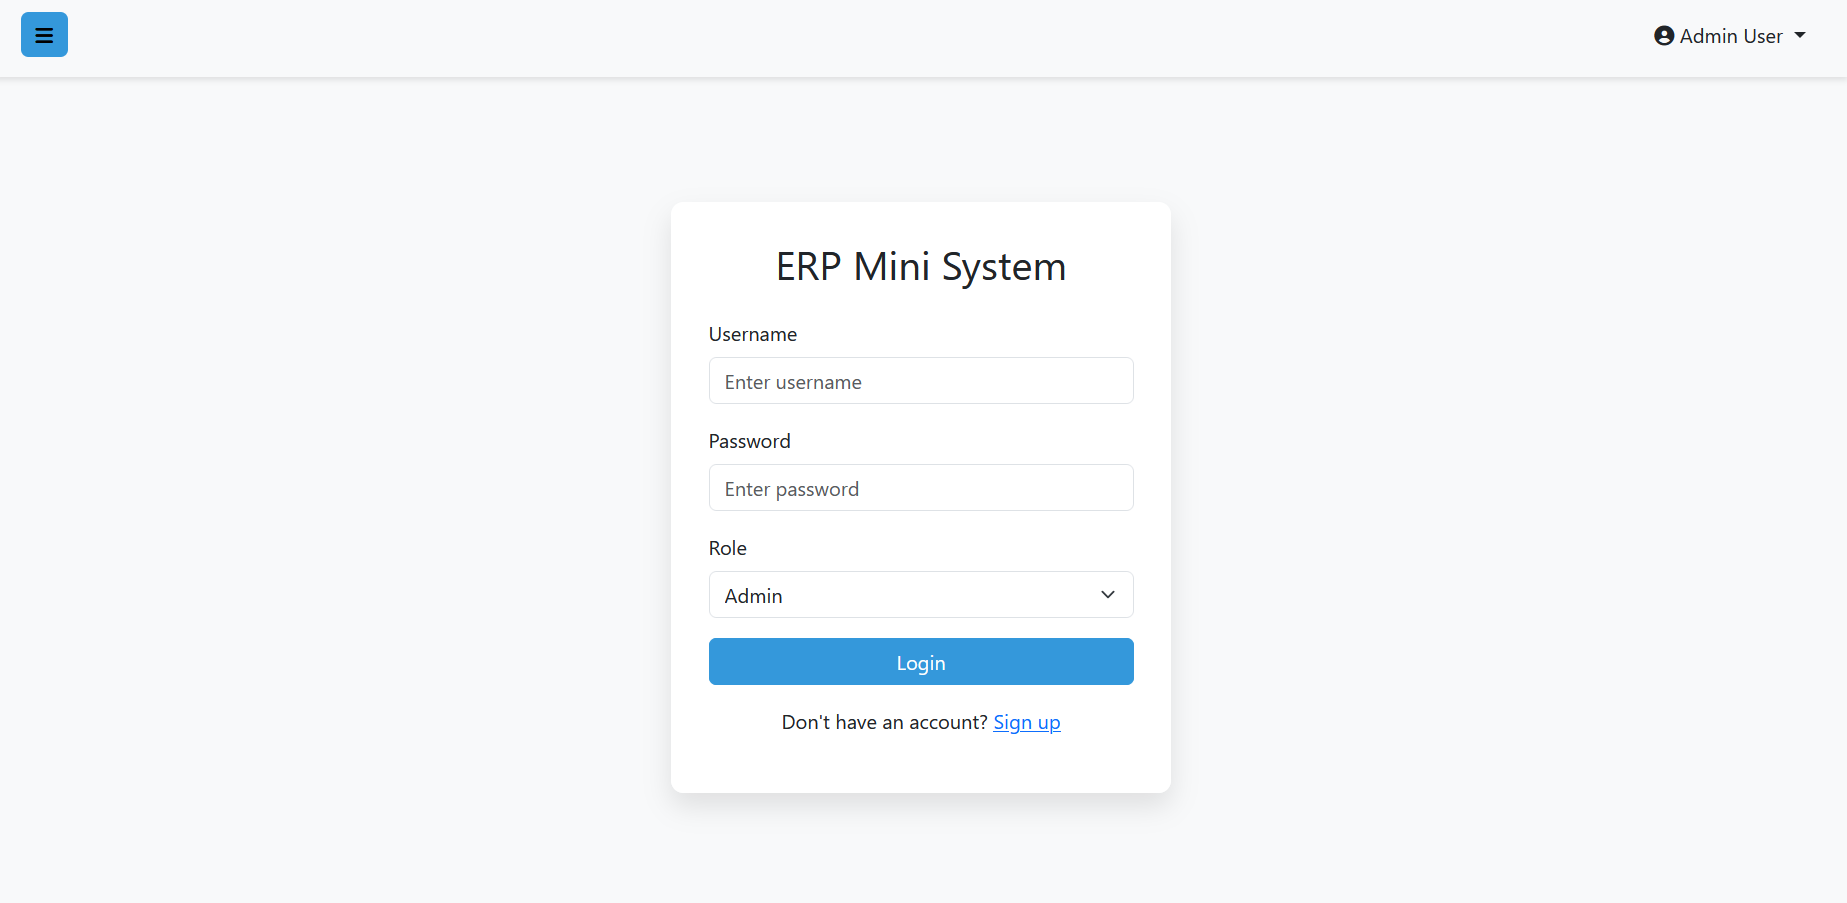 Admin User
ERP Mini System
Username
Enter username
Password
Enter password
Role
Admin
Login
Don't have an account? Sign up